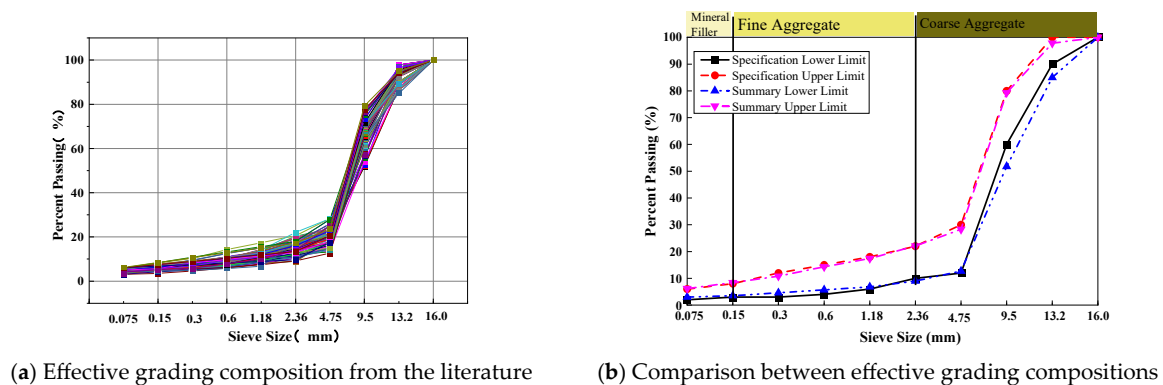 Percent Passing( %)
100
80
60
40
20
0
0.075 0.15 0.3 0.6 1.18 2.36 4.75 9.5 13.2 16.0
Sieve Size( mm)
(a) Effective grading composition from the literature
Mineral Filler
Fine Aggregate
Coarse Aggregate
Percent Passing (%)
100
90
80
70
60
50
40
30
20
10
0
Specification Lower Limit
Specification Upper Limit
Summary Lower Limit
Summary Upper Limit
0.075 0.15 0.3 0.6 1.18 2.36 4.75 9.5 13.2 16.0
Sieve Size (mm)
(b) Comparison between effective grading compositions